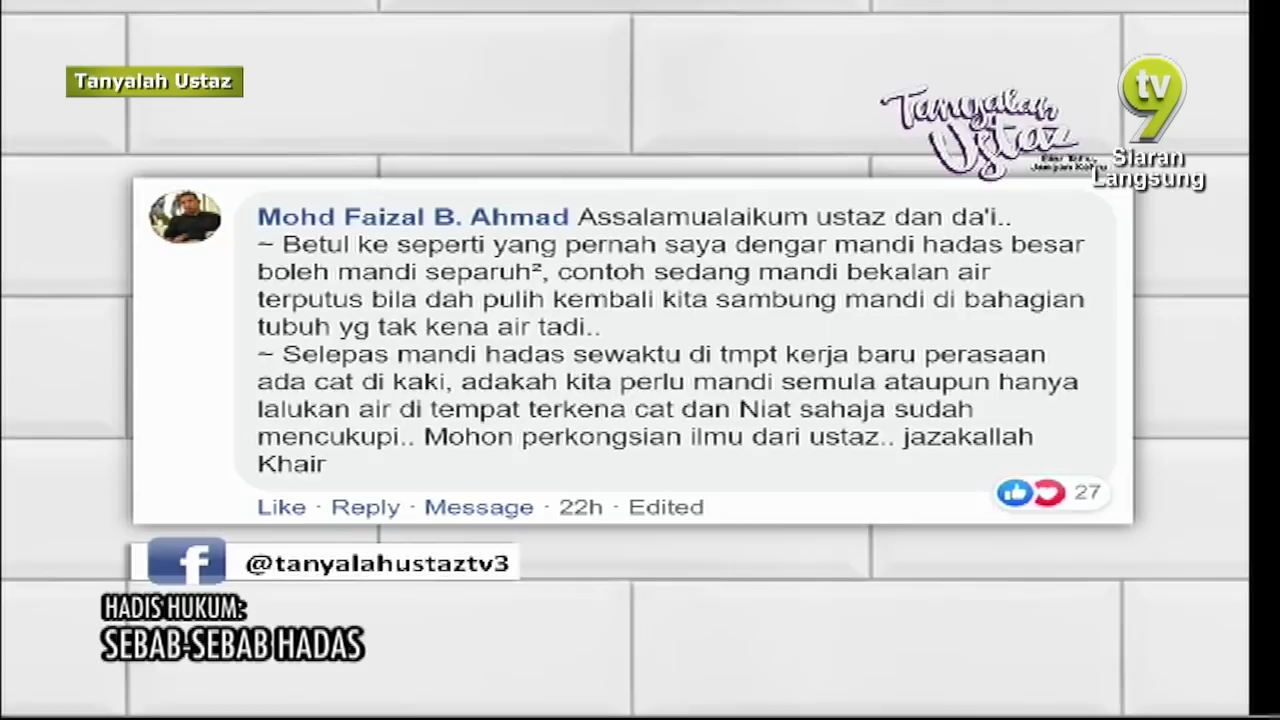 Tanyalah Ustaz
Tanyalah
Ustaz
tv
9
Siaran
Langsung
Mohd Faizal B. Ahmad Assalamualaikum ustaz dan da'i..
~ Betul ke seperti yang pernah saya dengar mandi hadas besar
boleh mandi separuh², contoh sedang mandi bekalan air
terputus bila dah pulih kembali kita sambung mandi di bahagian
tubuh yg tak kena air tadi..
~ Selepas mandi hadas sewaktu di tmpt kerja baru perasaan
ada cat di kaki, adakah kita perlu mandi semula ataupun hanya
lalukan air di tempat terkena cat dan Niat sahaja sudah
mencukupi.. Mohon perkongsian ilmu dari ustaz.. jazakallah
Khair
27
Like · Reply · Message · 22h · Edited
f @tanyalahustaztv3
HADIS HUKUM:
SEBAB-SEBAB HADAS